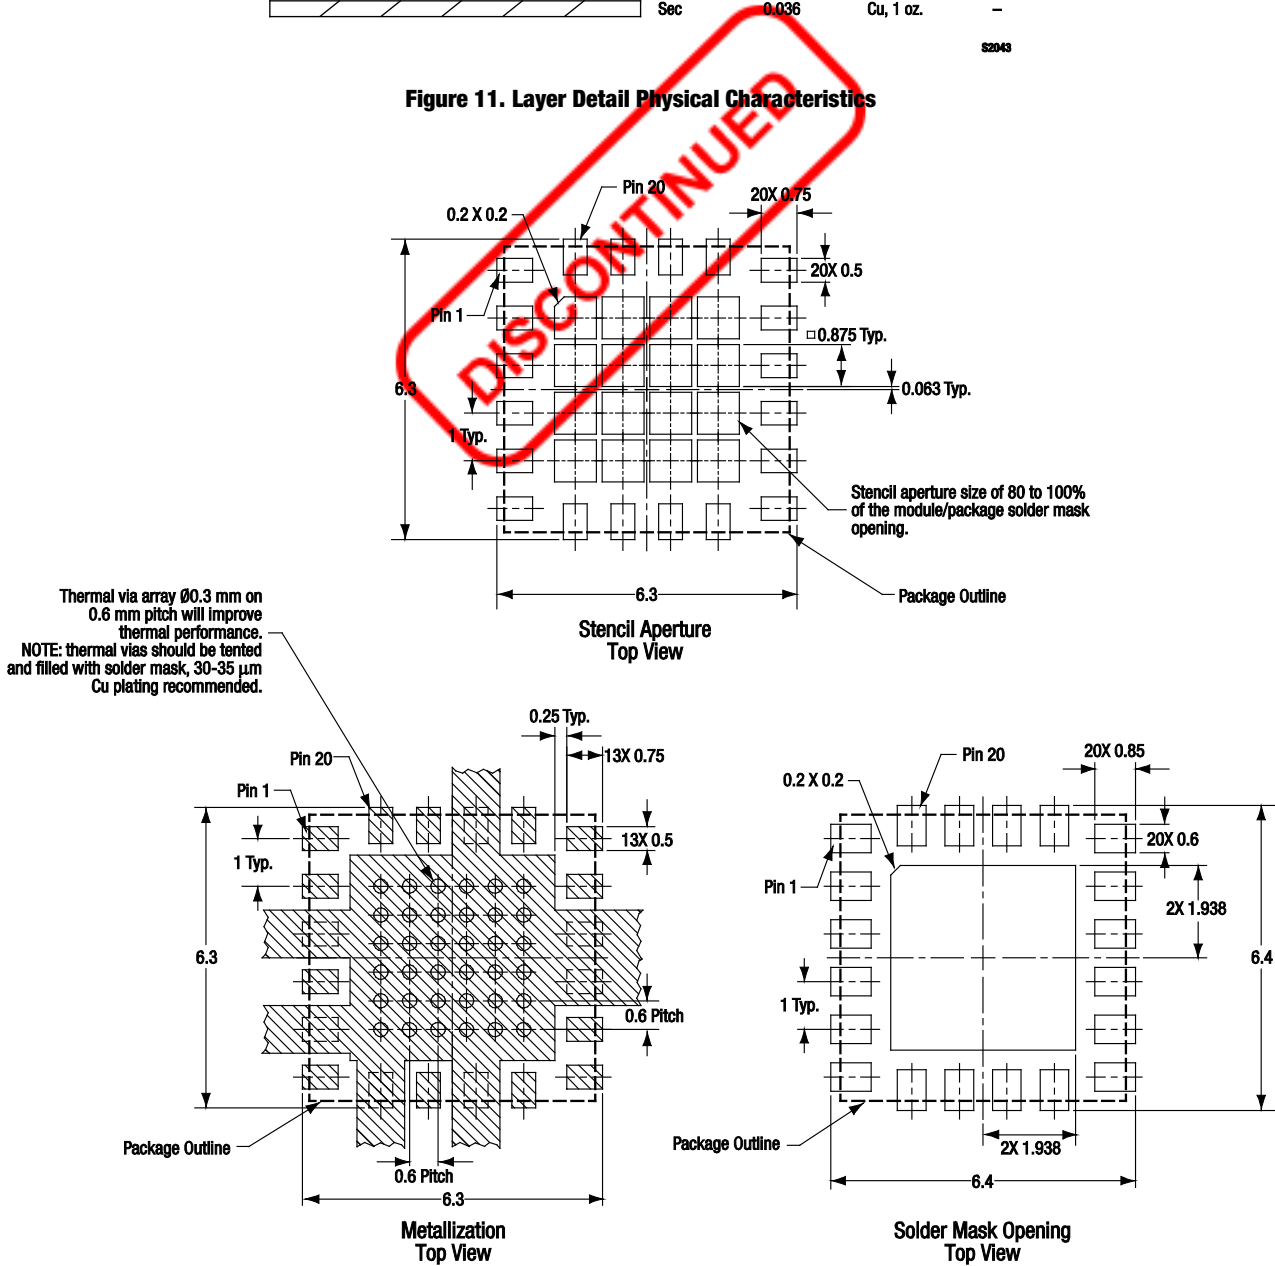 Sec 0.036 Cu, 1 oz. –
S2043
Figure 11. Layer Detail Physical Characteristics
DISCONTINUED
Pin 20
20X 0.75
0.2 X 0.2
20X 0.5
Pin 1
□0.875 Typ.
6.3
0.063 Typ.
1 Typ.
Stencil aperture size of 80 to 100%
of the module/package solder mask
opening.
6.3
Package Outline
Stencil Aperture
Top View
Thermal via array Ø0.3 mm on
0.6 mm pitch will improve
thermal performance.
NOTE: thermal vias should be tented
and filled with solder mask, 30-35 μm
Cu plating recommended.
0.25 Typ.
Pin 20
13X 0.75
Pin 1
13X 0.5
1 Typ.
6.3
0.6 Pitch
Package Outline
0.6 Pitch
6.3
Metallization
Top View
Pin 20
20X 0.85
0.2 X 0.2
20X 0.6
Pin 1
2X 1.938
6.4
1 Typ.
Package Outline
2X 1.938
6.4
Solder Mask Opening
Top View